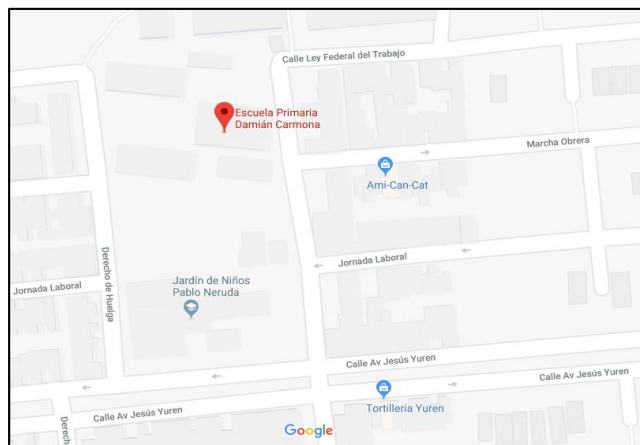 Calle Ley Federal del Trabajo
Escuela Primaria
Damián Carmona
Marcha Obrera
Ami-Can-Cat
Derecho de Huelga
Jornada Laboral
Jardín de Niños
Pablo Neruda
Jornada Laboral
Calle Av Jesús Yuren
Calle Av Jesús Yuren
Calle Av Jesús Yuren
Tortilleria Yuren
Derecho
Google